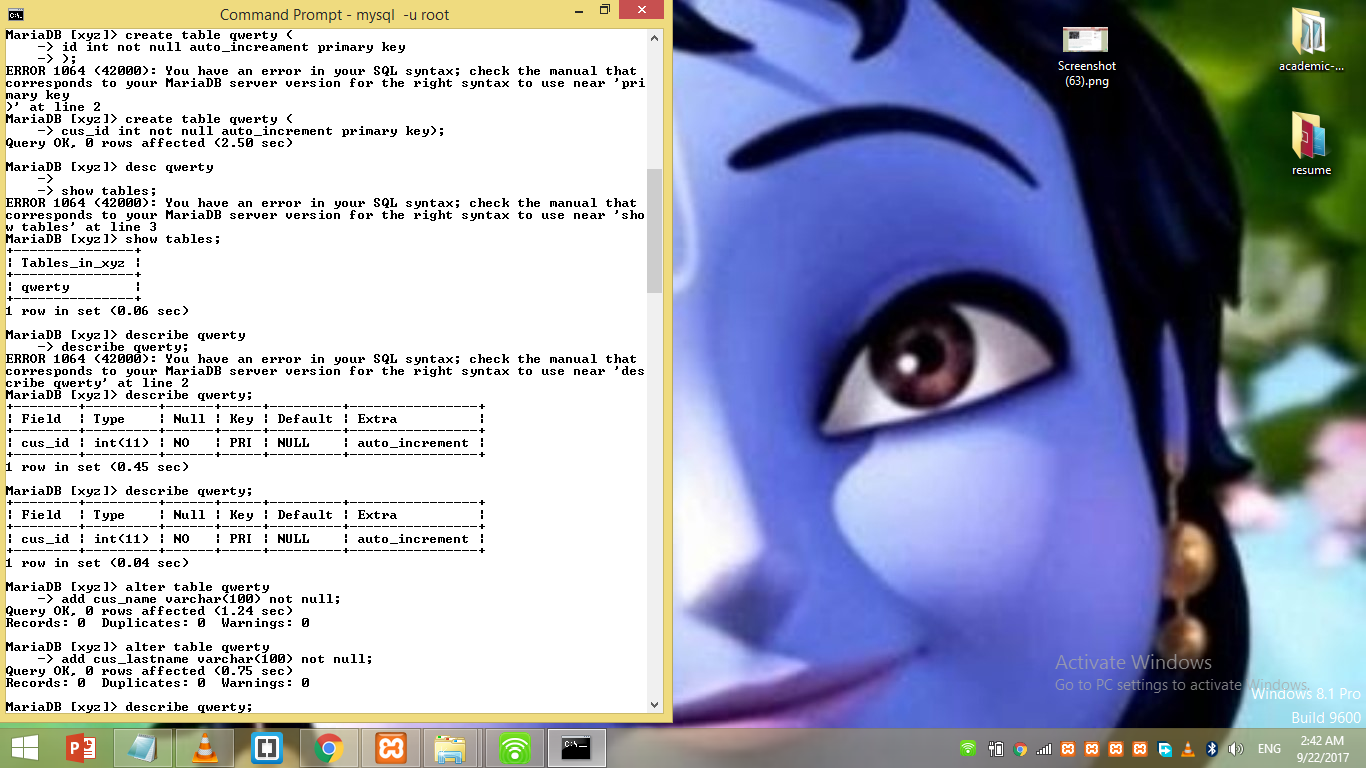 Command Prompt - mysql  -u root
MariaDB [xyz]> create table qwerty (
    -> id int not null auto_increament primary key
    -> );
ERROR 1064 (42000): You have an error in your SQL syntax; check the manual that
corresponds to your MariaDB server version for the right syntax to use near 'pri
mary key
)' at line 2
MariaDB [xyz]> create table qwerty (
    -> cus_id int not null auto_increment primary key);
Query OK, 0 rows affected (2.50 sec)
MariaDB [xyz]> desc qwerty
    ->
    -> show tables;
ERROR 1064 (42000): You have an error in your SQL syntax; check the manual that
corresponds to your MariaDB server version for the right syntax to use near 'sho
w tables' at line 3
MariaDB [xyz]> show tables;
+---------------+
¦ Tables_in_xyz ¦
+---------------+
¦ qwerty        ¦
+---------------+
1 row in set (0.06 sec)
MariaDB [xyz]> describe qwerty
    -> describe qwerty;
ERROR 1064 (42000): You have an error in your SQL syntax; check the manual that
corresponds to your MariaDB server version for the right syntax to use near 'des
cribe qwerty' at line 2
MariaDB [xyz]> describe qwerty;
+--------+---------+------+-----+---------+----------------+
¦ Field  ¦ Type    ¦ Null ¦ Key ¦ Default ¦ Extra          ¦
+--------+---------+------+-----+---------+----------------+
¦ cus_id ¦ int(11) ¦ NO   ¦ PRI ¦ NULL    ¦ auto_increment ¦
+--------+---------+------+-----+---------+----------------+
1 row in set (0.45 sec)
MariaDB [xyz]> describe qwerty;
+--------+---------+------+-----+---------+----------------+
¦ Field  ¦ Type    ¦ Null ¦ Key ¦ Default ¦ Extra          ¦
+--------+---------+------+-----+---------+----------------+
¦ cus_id ¦ int(11) ¦ NO   ¦ PRI ¦ NULL    ¦ auto_increment ¦
+--------+---------+------+-----+---------+----------------+
1 row in set (0.04 sec)
MariaDB [xyz]> alter table qwerty
    -> add cus_name varchar(100) not null;
Query OK, 0 rows affected (1.24 sec)
Records: 0  Duplicates: 0  Warnings: 0
MariaDB [xyz]> alter table qwerty
    -> add cus_lastname varchar(100) not null;
Query OK, 0 rows affected (0.75 sec)
Records: 0  Duplicates: 0  Warnings: 0
MariaDB [xyz]> describe qwerty;
Screenshot
(63).png
academic-...
resume
Activate Windows
Go to PC settings to activate Windows.
Windows 8.1 Pro
Build 9600
ENG
2:42 AM
9/22/2017